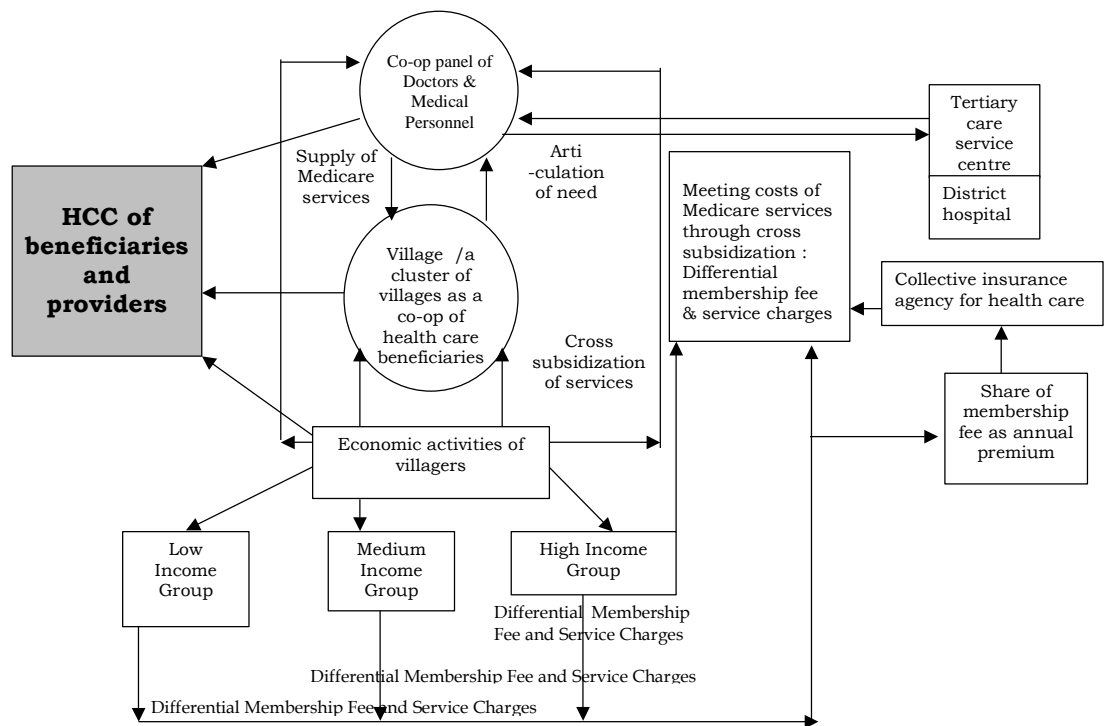 Co-op panel of
Doctors &
Medical
Personnel
Tertiary
care
service
centre
District
hospital
Supply of
Medicare
services
Arti
-culation
of need
HCC of
beneficiaries
and
providers
Meeting costs of
Medicare services
through cross
subsidization :
Differential
membership fee
& service charges
Village /a
cluster of
villages as a
co-op of
health care
beneficiaries
Collective insurance
agency for health care
Cross
subsidization
of services
Share of
membership
fee as annual
premium
Economic activities of
villagers
Low
Income
Group
Medium
Income
Group
High Income
Group
Differential Membership
Fee and Service Charges
Differential Membership Fee and Service Charges
Differential Membership Fee and Service Charges